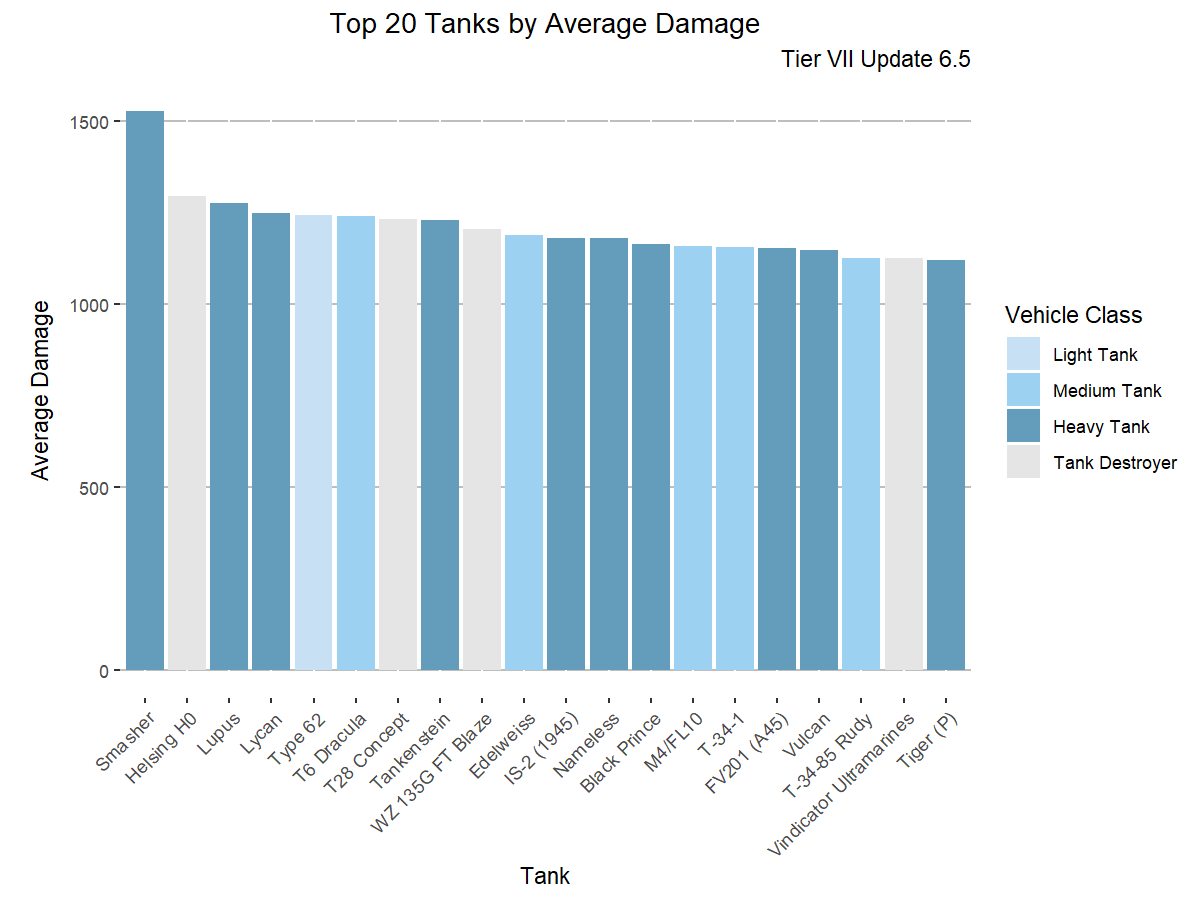 Top 20 Tanks by Average Damage
Tier VII Update 6.5
Average Damage
1500
1000
500
0
Smasher
Helsing H0
Lupus
Lycan
Type 62
T6 Dracula
T28 Concept
Tankenstein
WZ 135G FT Blaze
Edelweiss
IS-2 (1945)
Nameless
Black Prince
M4/FL10
T-34-1
FV201 (A45)
Vulcan
T-34-85 Rudy
Vindicator Ultramarines
Tiger (P)
Tank
Vehicle Class
Light Tank
Medium Tank
Heavy Tank
Tank Destroyer